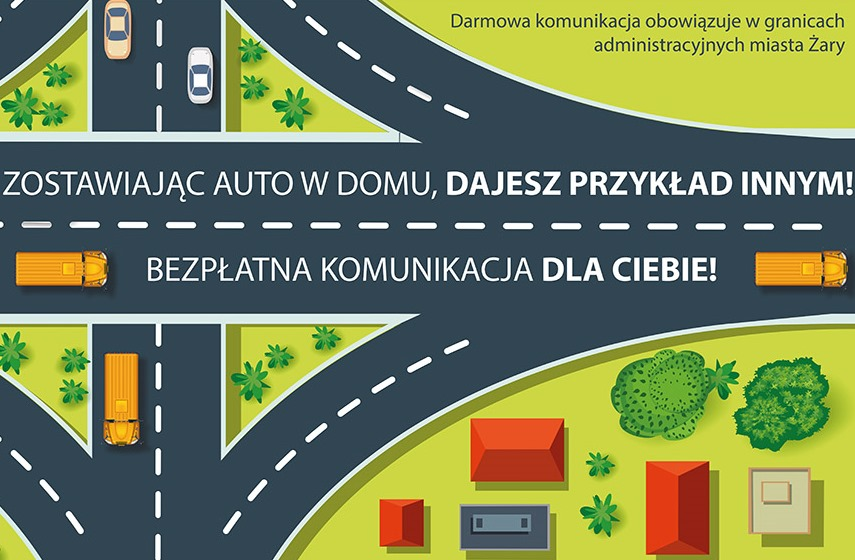 Darmowa komunikacja obowiązuje w granicach
administracyjnych miasta Żary
ZOSTAWIAJĄC AUTO W DOMU, DAJESZ PRZYKŁAD INNYM!
BEZPŁATNA KOMUNIKACJA DLA CIEBIE!